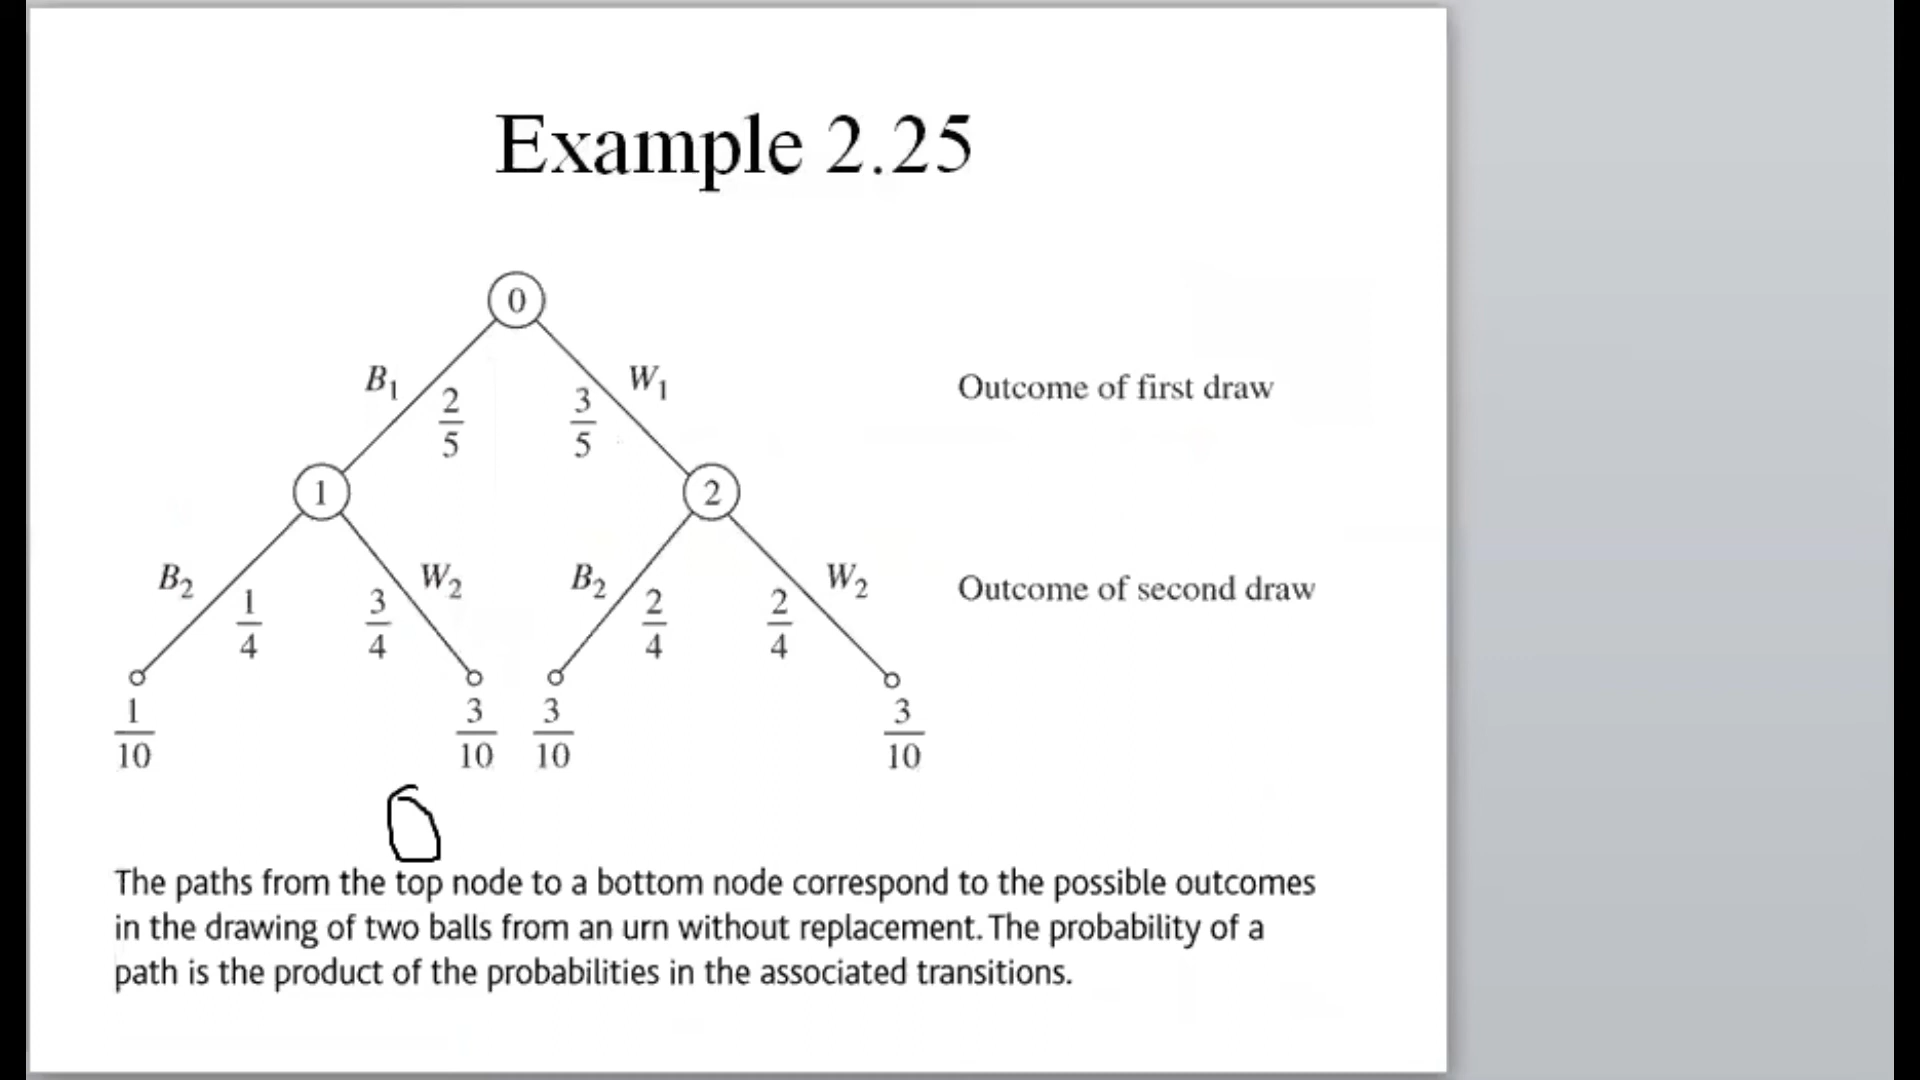 Example 2.25
0
B₁ 2/5 3/5 W₁ Outcome of first draw
1 2
B₂ 1/4 3/4 W₂ B₂ 2/4 2/4 W₂ Outcome of second draw
1/10 3/10 3/10 3/10
The paths from the top node to a bottom node correspond to the possible outcomes
in the drawing of two balls from an urn without replacement. The probability of a
path is the product of the probabilities in the associated transitions.